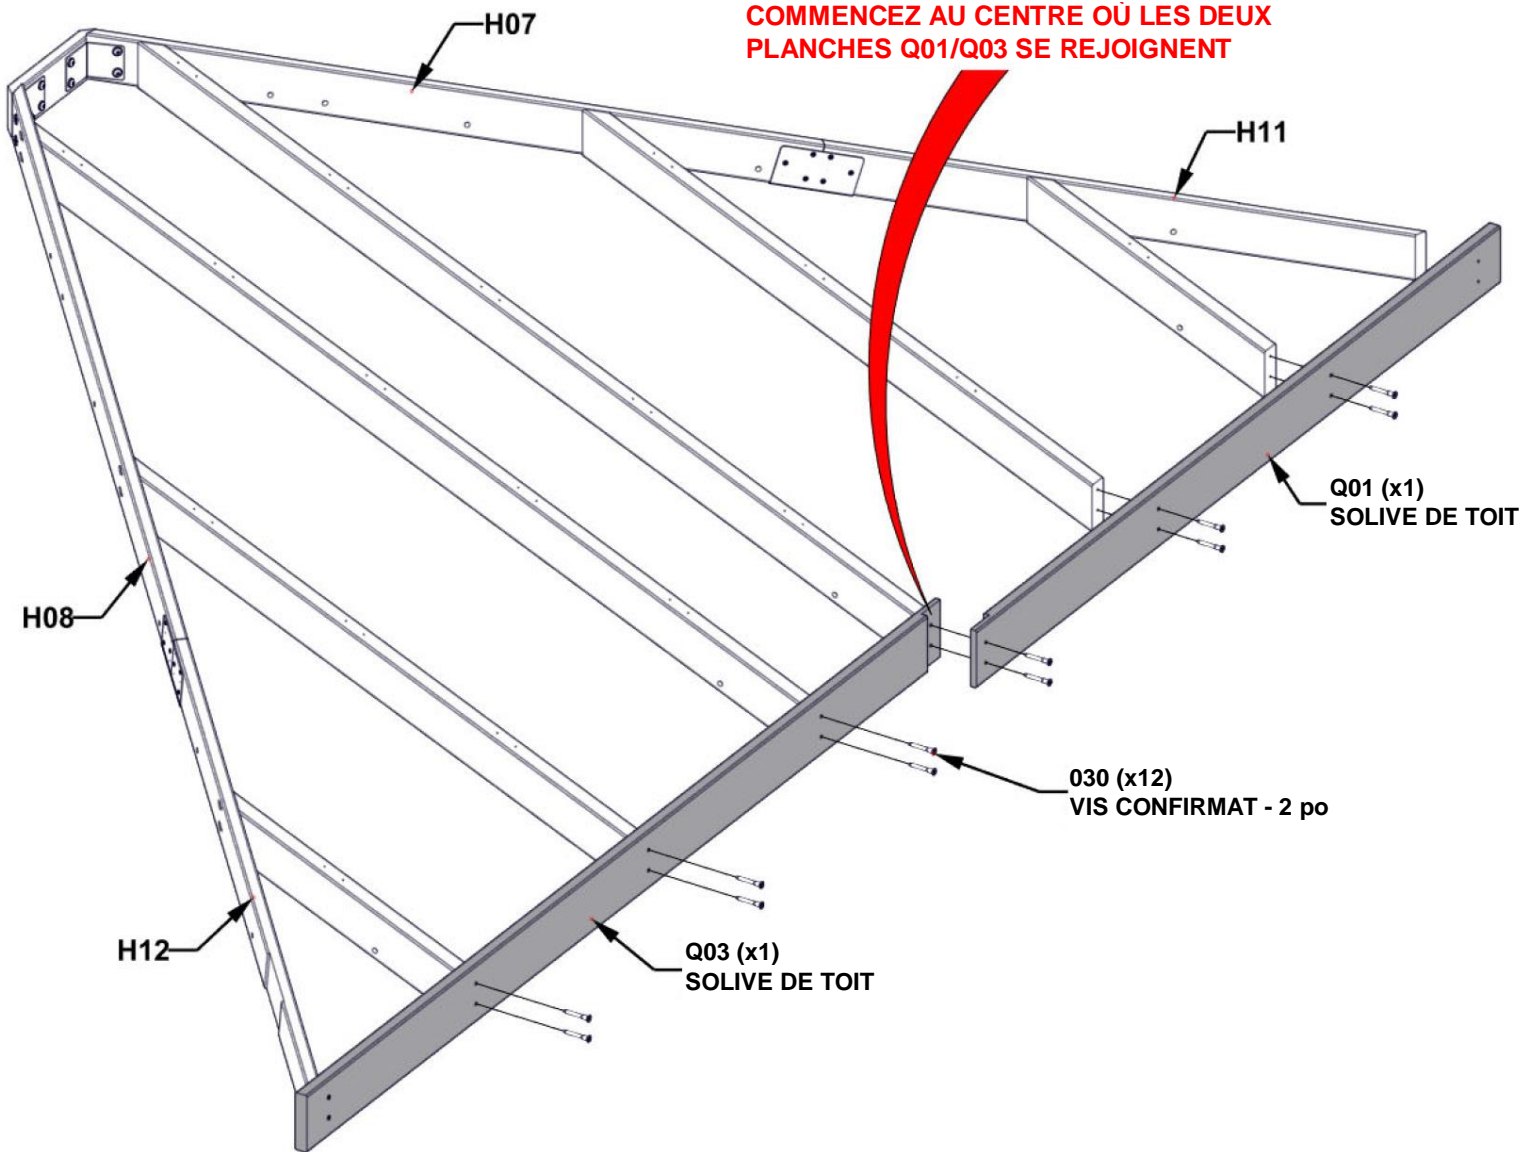 COMMENCEZ AU CENTRE OÙ LES DEUX
PLANCHES Q01/Q03 SE REJOIGNENT
H07
H11
Q01 (x1)
SOLIVE DE TOIT
H08
030 (x12)
VIS CONFIRMAT - 2 po
H12
Q03 (x1)
SOLIVE DE TOIT